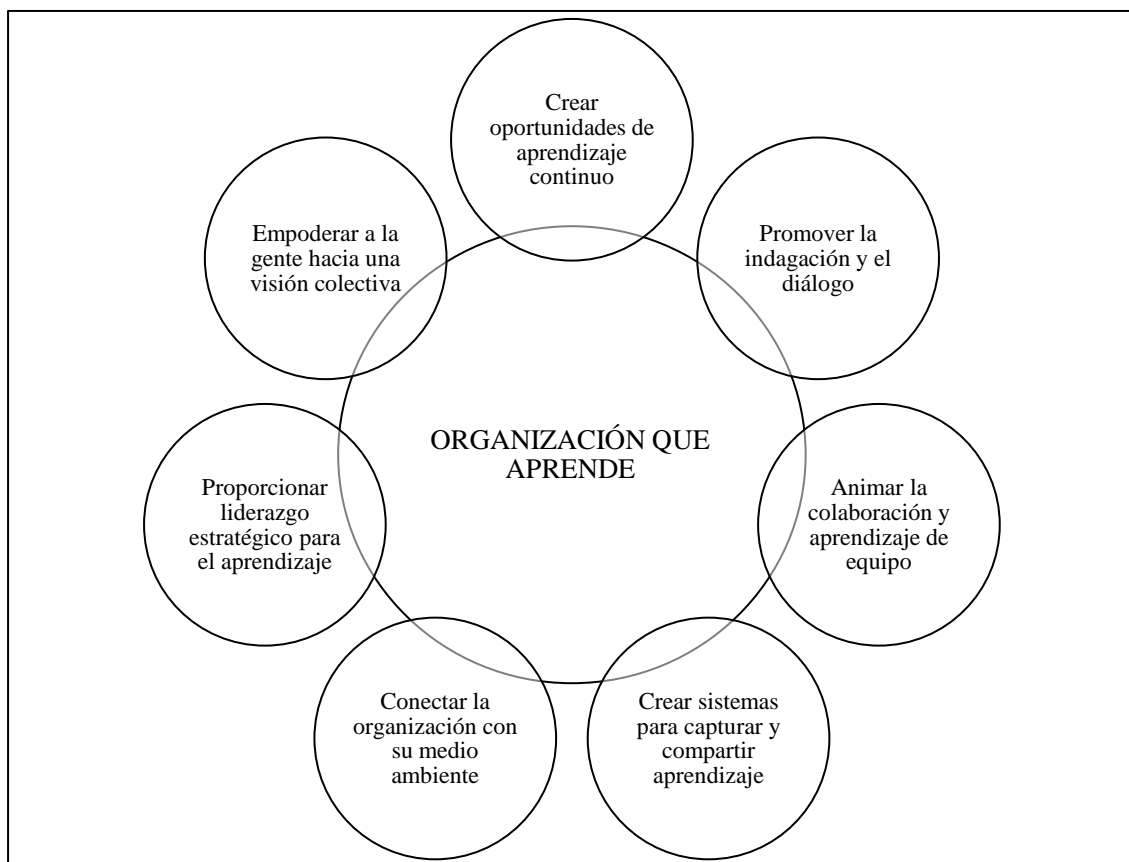 Crear
oportunidades de
aprendizaje
continuo
Promover la
indagación y el
diálogo
Animar la
colaboración y
aprendizaje de
equipo
Crear sistemas
para capturar y
compartir
aprendizaje
Conectar la
organización con
su medio
ambiente
Proporcionar
liderazgo
estratégico para
el aprendizaje
Empoderar a la
gente hacia una
visión colectiva
ORGANIZACIÓN QUE
APRENDE